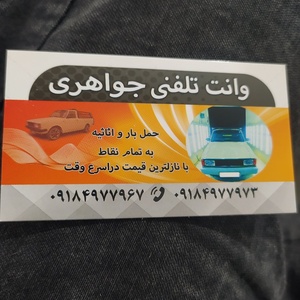 وانت تلفنی جواهری
حمل بار و اثاثیه
به تمام نقاط
با نازلترین قیمت دراسرع وقت
۰۹۱۸۴۹۷۷۹۶۷ ۰۹۱۸۴۹۷۷۹۷۳